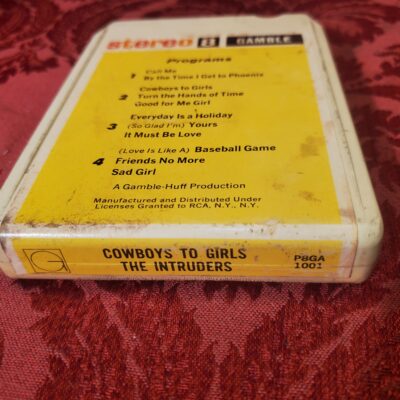 stereo 8 GAMBLE
Programs
1 Call Me
By the Time I Get to Phoenix
Cowboys to Girls
2 Turn the Hands of Time
Good for Me Girl
Everyday Is a Holiday
3 (So Glad I'm) Yours
It Must Be Love
(Love Is Like A) Baseball Game
4 Friends No More
Sad Girl
A Gamble-Huff Production
Manufactured and Distributed Under
Licenses Granted to RCA, N.Y., N.Y.
G COWBOYS TO GIRLS P8GA
THE INTRUDERS 1001